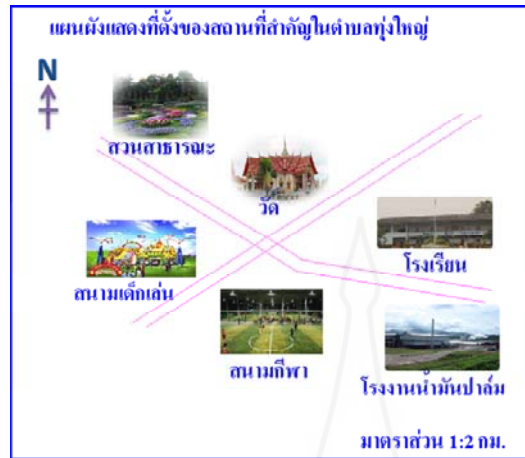 แผนผังแสดงที่ตั้งของสถานที่สำคัญในตำบลทุ่งใหญ่
N
สวนสาธารณะ
วัด
โรงเรียน
สนามเด็กเล่น
สนามกีฬา
โรงงานน้ำมันปาล์ม
มาตราส่วน 1:2 กม.